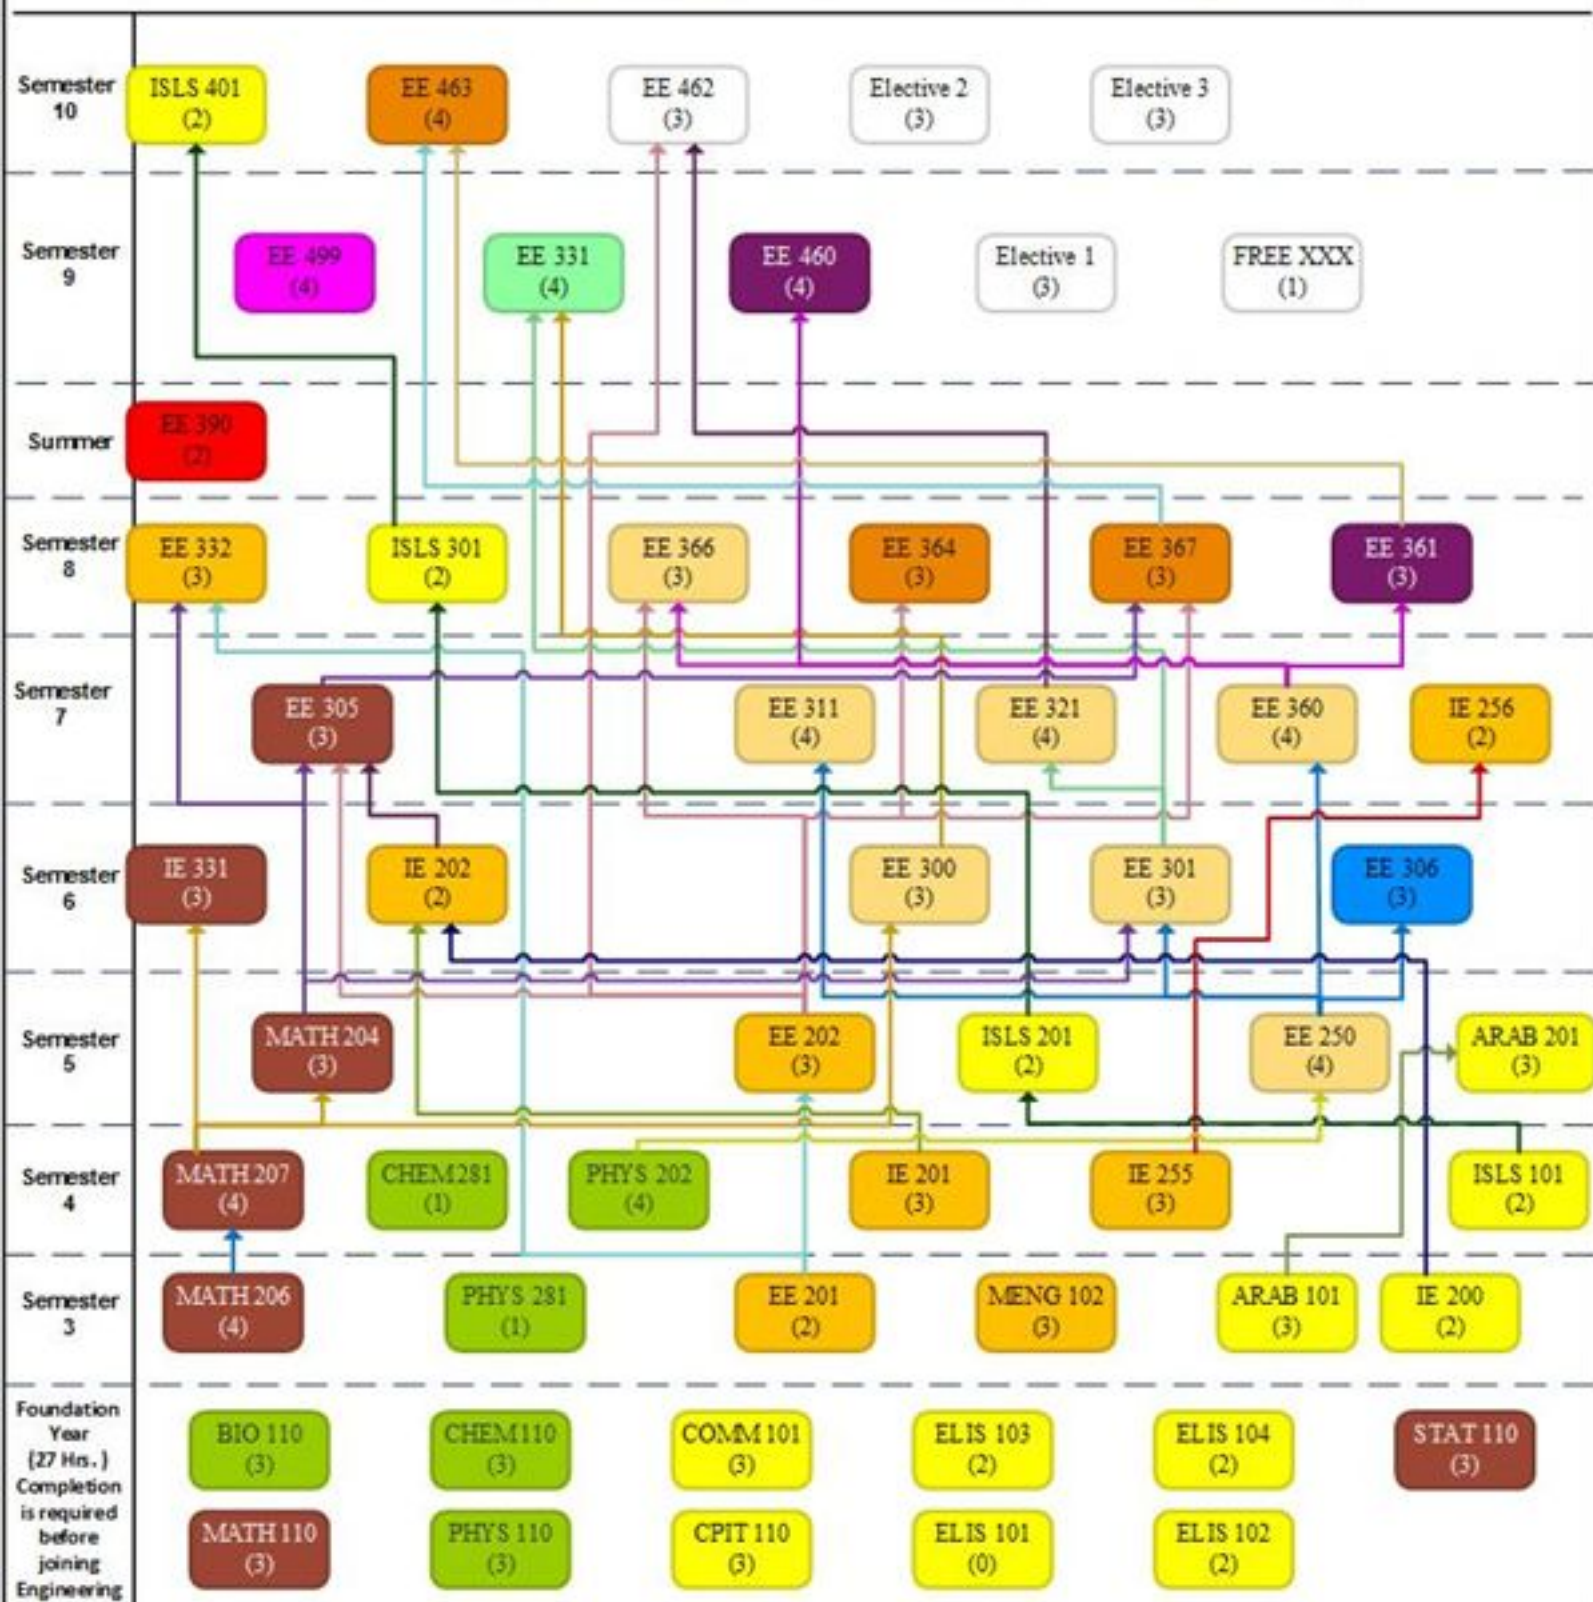 Semester
10
ISLS 401
(2)
EE 463
(4)
EE 462
(3)
Elective 2
(3)
Elective 3
(3)
Semester
9
EE 499
(4)
EE 331
(4)
EE 460
(4)
Elective 1
(3)
FREE XXX
(1)
Summer
EE 390
(2)
Semester
8
EE 332
(3)
ISLS 301
(2)
EE 366
(3)
EE 364
(3)
EE 367
(3)
EE 361
(3)
Semester
7
EE 305
(3)
EE 311
(4)
EE 321
(4)
EE 360
(4)
IE 256
(2)
Semester
6
IE 331
(3)
IE 202
(2)
EE 300
(3)
EE 301
(3)
EE 306
(3)
Semester
5
MATH 204
(3)
EE 202
(3)
ISLS 201
(2)
EE 250
(4)
ARAB 201
(3)
Semester
4
MATH 207
(4)
CHEM 281
(1)
PHYS 202
(4)
IE 201
(3)
IE 255
(3)
ISLS 101
(2)
Semester
3
MATH 206
(4)
PHYS 281
(1)
EE 201
(2)
MENG 102
(3)
ARAB 101
(3)
IE 200
(2)
Foundation
Year
(27 Hrs.)
Completion
is required
before
joining
Engineering
BIO 110
(3)
CHEM 110
(3)
COMM 101
(3)
ELIS 103
(2)
ELIS 104
(2)
STAT 110
(3)
MATH 110
(3)
PHYS 110
(3)
CPIT 110
(3)
ELIS 101
(0)
ELIS 102
(2)